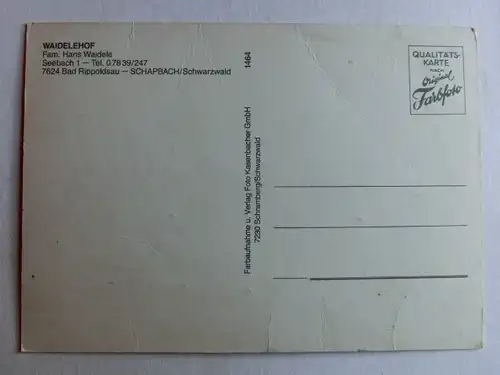 WAIDELEHOF
Fam. Hans Waidele
Seebach 1 — Tel. 0 78 39/247
7624 Bad Rippoldsau — SCHAPBACH/Schwarzwald
1464
Farbaufnahme u. Verlag Foto Kasenbacher GmbH
7230 Schramberg/Schwarzwald
QUALITÄTS-
KARTE
NACH
Original
Farbfoto